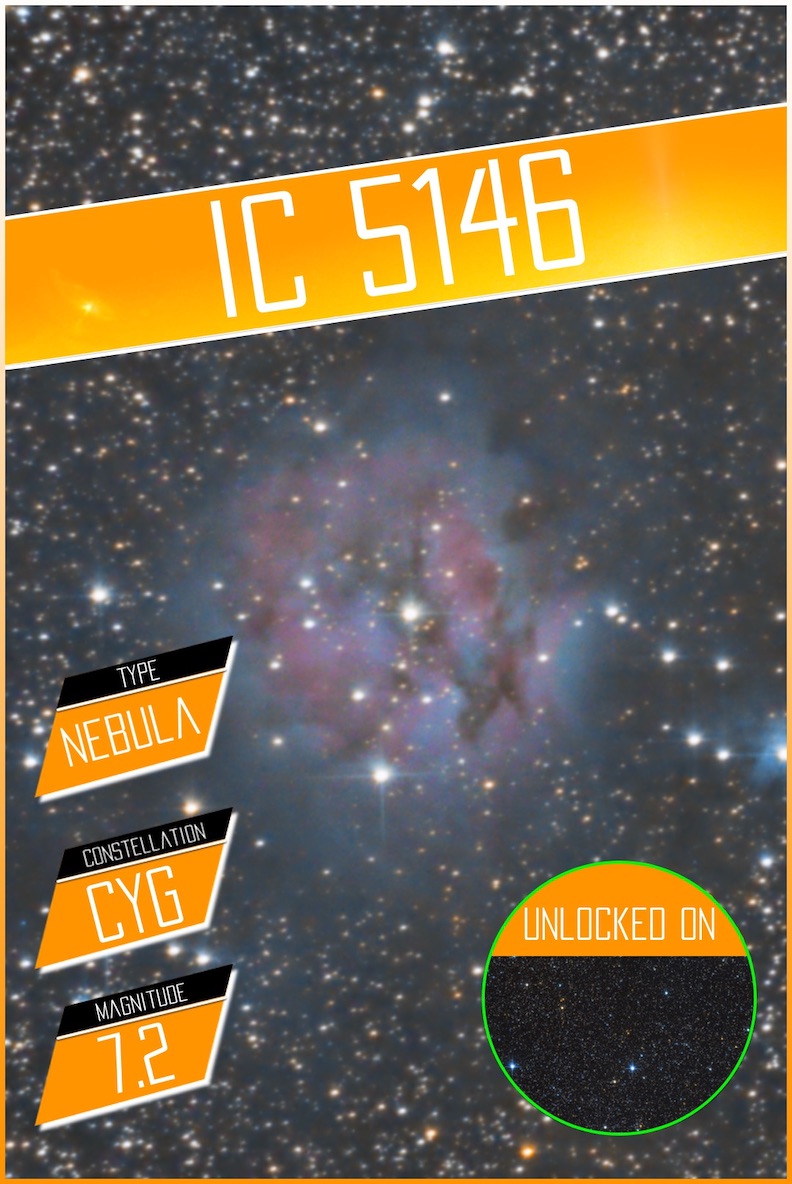 IC 5146
TYPE
NEBULA
CONSTELLATION
CYG
MAGNITUDE
7.2
UNLOCKED ON